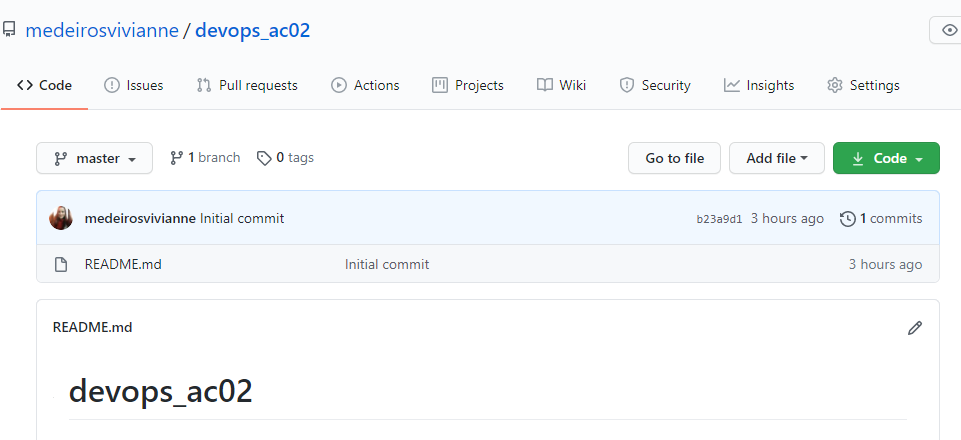 medeirosvivianne / devops_ac02
Code Issues Pull requests Actions Projects Wiki Security Insights Settings
master 1 branch 0 tags Go to file Add file Code
medeirosvivianne Initial commit b23a9d1 3 hours ago 1 commits
README.md Initial commit 3 hours ago
README.md
devops_ac02